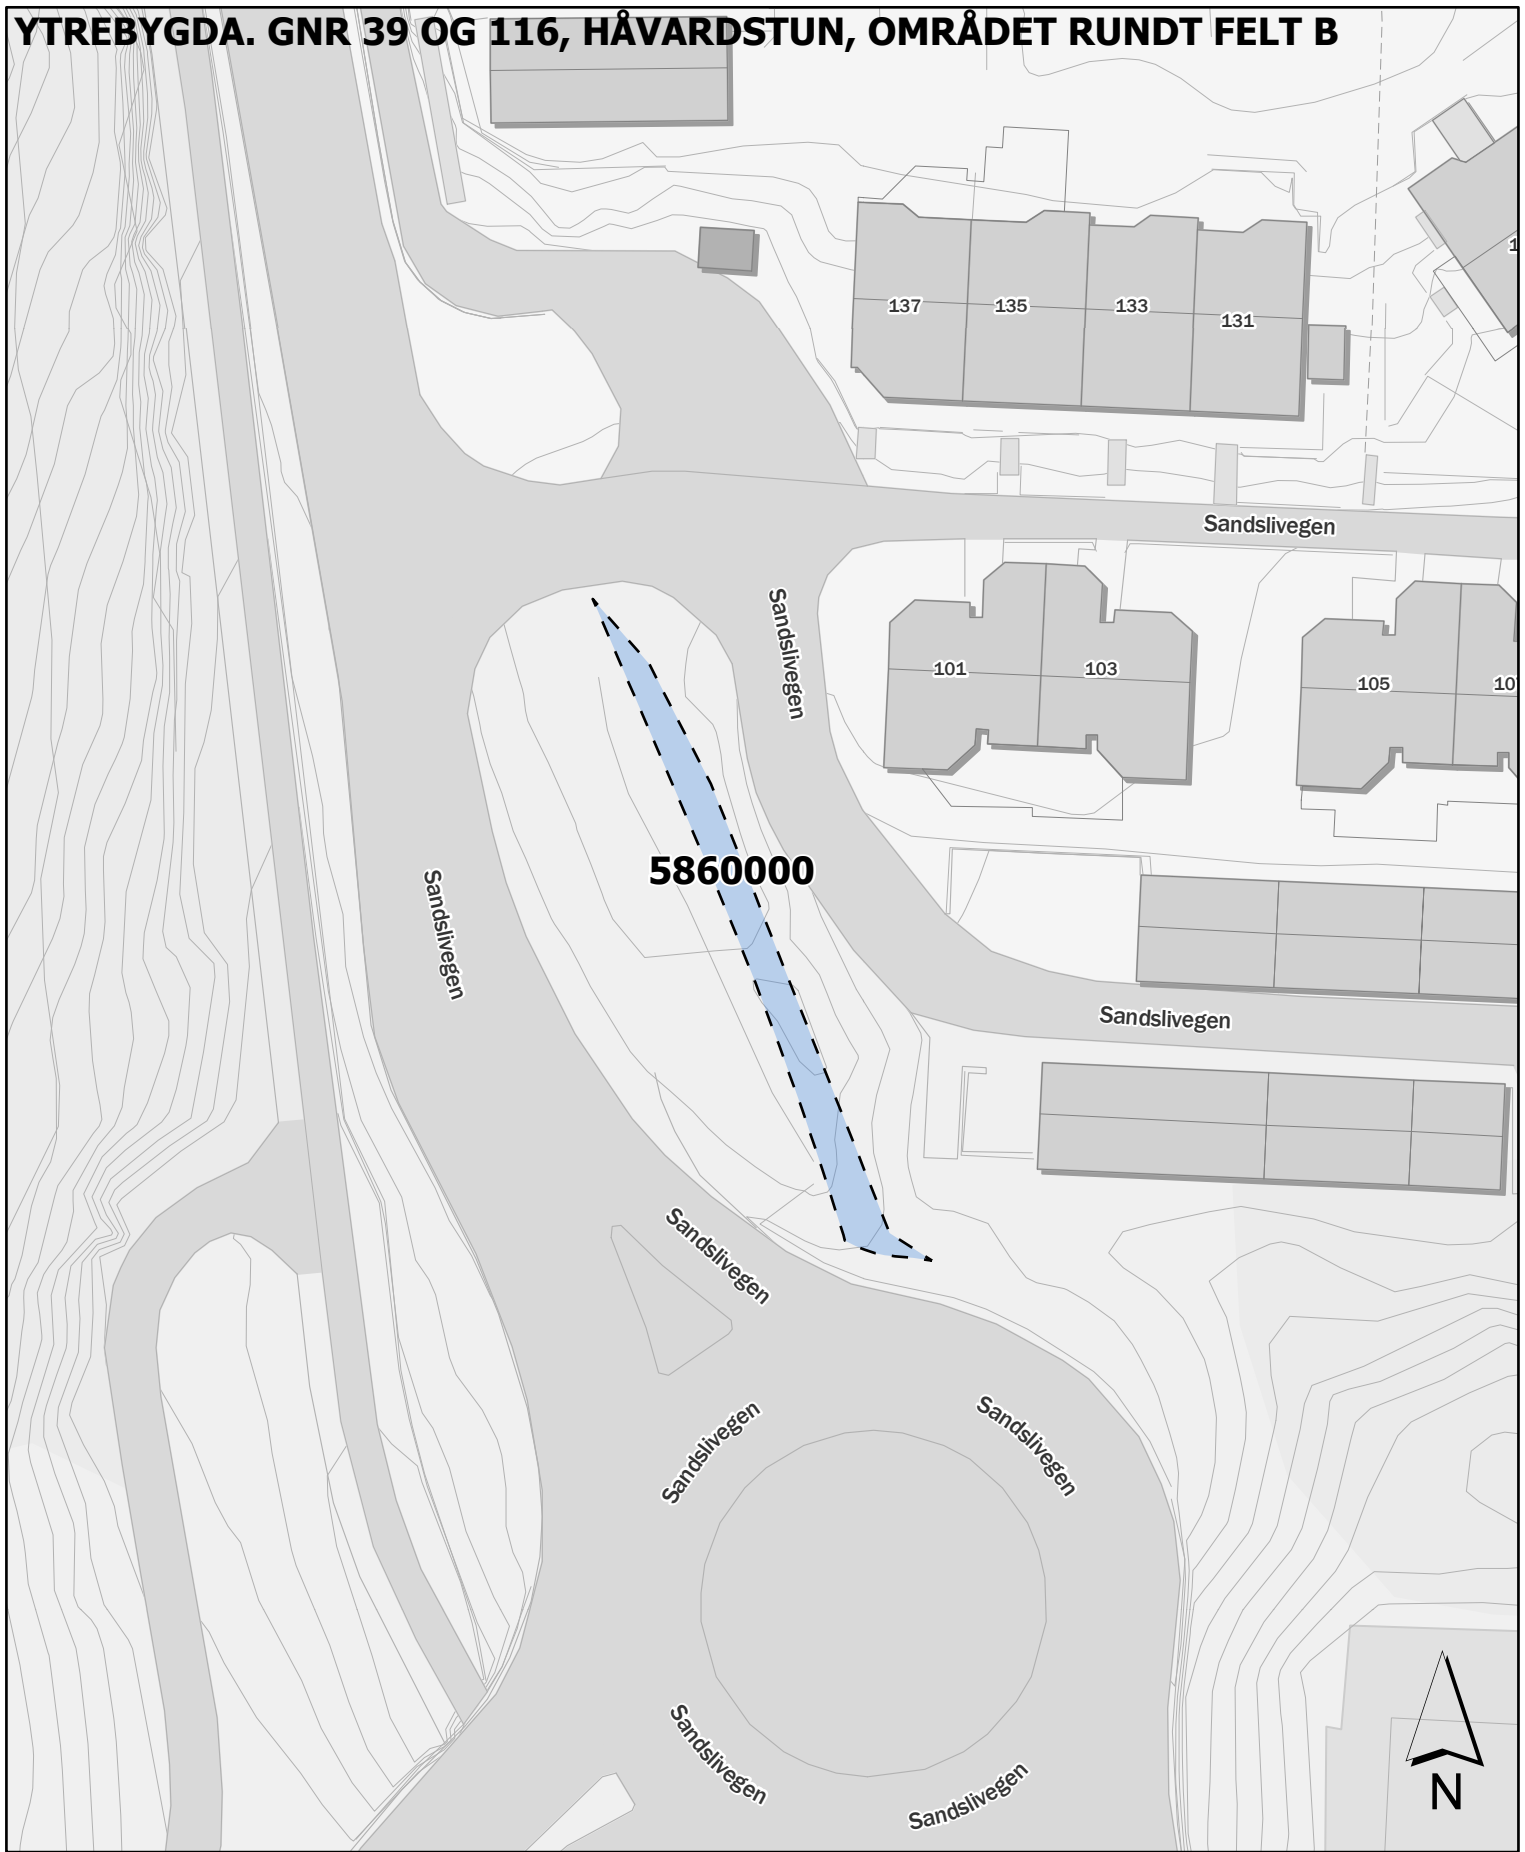 YTREBYGDA. GNR 39 OG 116, HÅVARDSTUN, OMRÅDET RUNDT FELT B
137
135
133
131
Sandslivegen
Sandslivegen
101
103
105
5860000
Sandslivegen
Sandslivegen
Sandslivegen
Sandslivegen
Sandslivegen
Sandslivegen
Sandslivegen
N